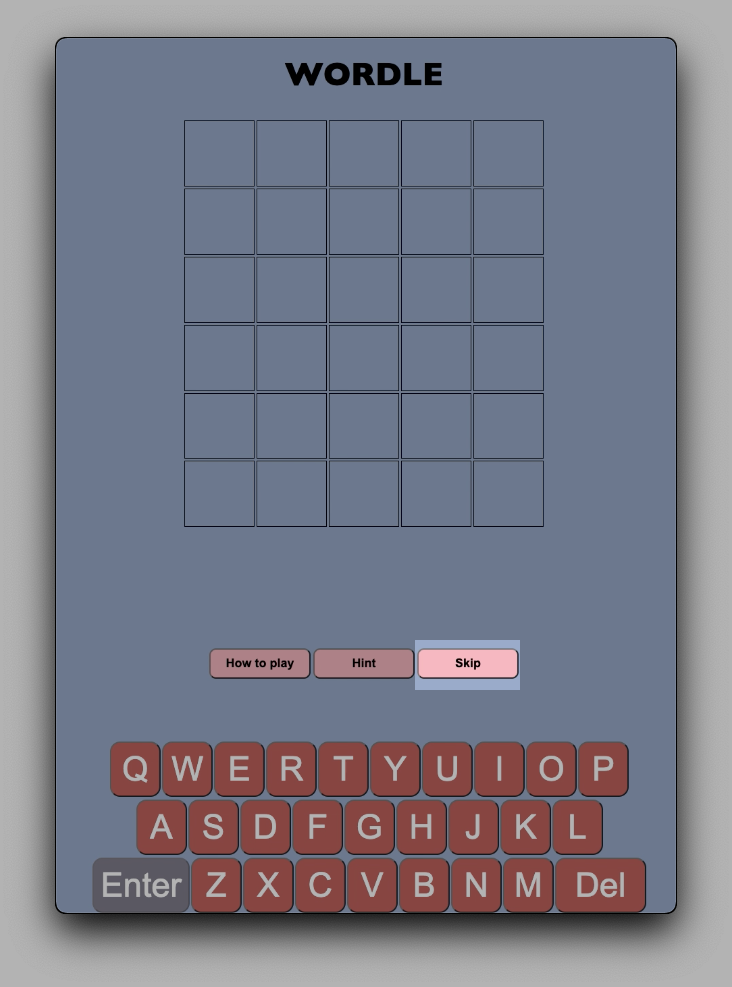 WORDLE
How to play Hint Skip
Q W E R T Y U I O P
A S D F G H J K L
Enter Z X C V B N M Del